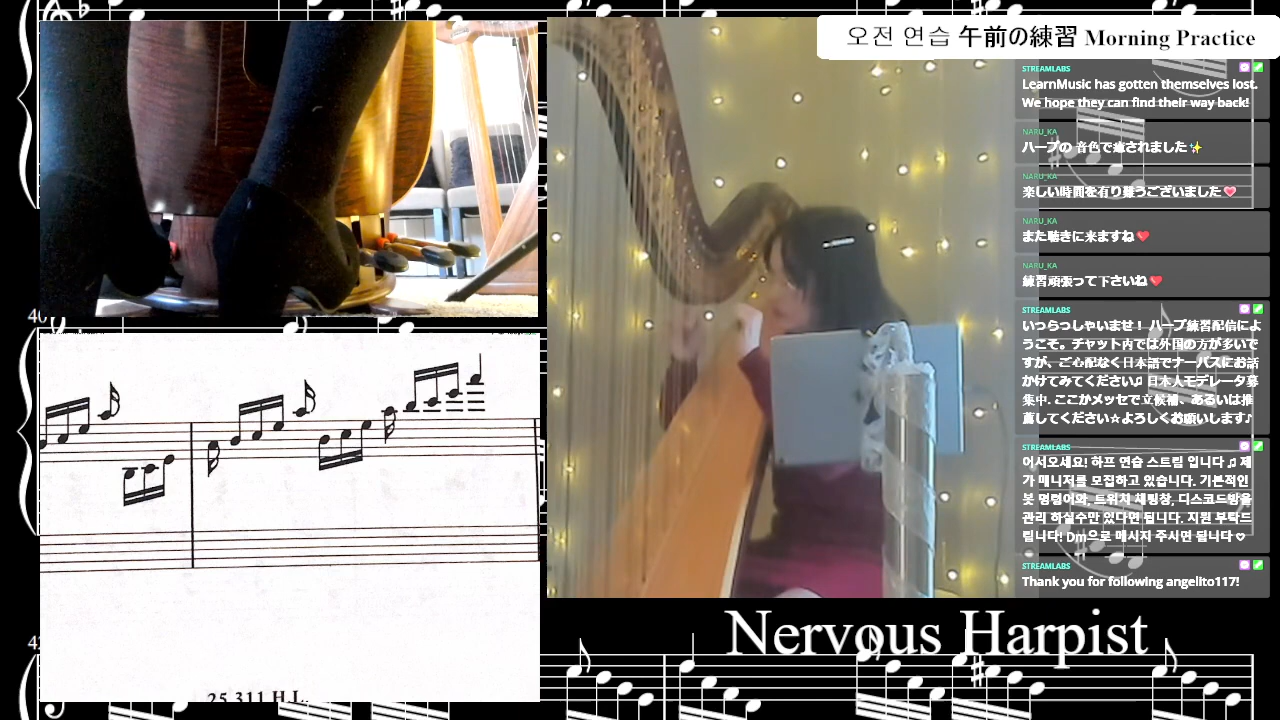 오전 연습 午前の練習 Morning Practice
STREAMLABS
LearnMusic has gotten themselves lost.
We hope they can find their way back!
NARU_KA
ハープの 音色で癒されました✨
NARU_KA
楽しい時間を有り難うございました💗
NARU_KA
また聴きに来ますね❤️
NARU_KA
練習頑張って下さいね❤️
STREAMLABS
いっらっしゃいませ！ ハープ練習配信によ
うこそ。チャット内では外国の方が多いで
すが、ご心配なく日本語でナーバスにお話
かけてみてください♫ 日本人モデレータ募
集中. ここかメッセで立候補、あるいは推
薦してください☆よろしくお願いします♪
STREAMLABS
어서오세요! 하프 연습 스트림 입니다 ♫ 제
가 매니저를 모집하고 있습니다. 기본적인
봇 명령어와, 트위치 채팅창, 디스코드방을
관리 하실수만 있다면 됩니다. 지원 부탁드
립니다! Dm으로 메시지 주시면 됩니다 ♡
STREAMLABS
Thank you for following angelito117!
Nervous Harpist
25,311 H.L.